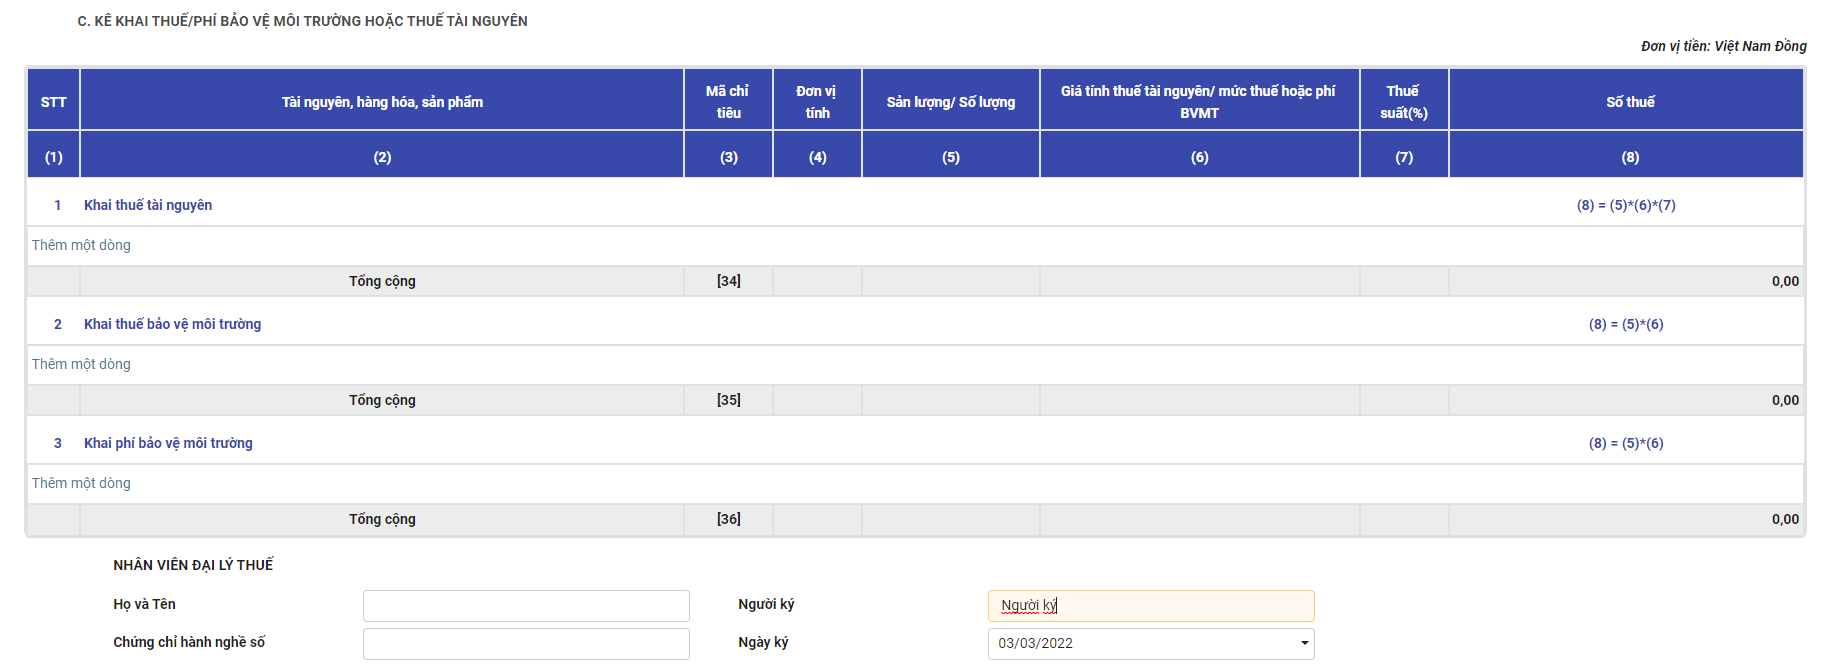 C. KÊ KHAI THUẾ/PHÍ BẢO VỆ MÔI TRƯỜNG HOẶC THUẾ TÀI NGUYÊN
Đơn vị tiền: Việt Nam Đồng
STT Tài nguyên, hàng hóa, sản phẩm Mã chỉ tiêu Đơn vị tính Sản lượng/ Số lượng Giá tính thuế tài nguyên/ mức thuế hoặc phí BVMT Thuế suất(%) Số thuế
(1) (2) (3) (4) (5) (6) (7) (8)
1 Khai thuế tài nguyên (8) = (5)*(6)*(7)
Thêm một dòng
Tổng cộng [34] 0,00
2 Khai thuế bảo vệ môi trường (8) = (5)*(6)
Thêm một dòng
Tổng cộng [35] 0,00
3 Khai phí bảo vệ môi trường (8) = (5)*(6)
Thêm một dòng
Tổng cộng [36] 0,00
NHÂN VIÊN ĐẠI LÝ THUẾ
Họ và Tên Người ký Người ký
Chứng chỉ hành nghề số Ngày ký 03/03/2022